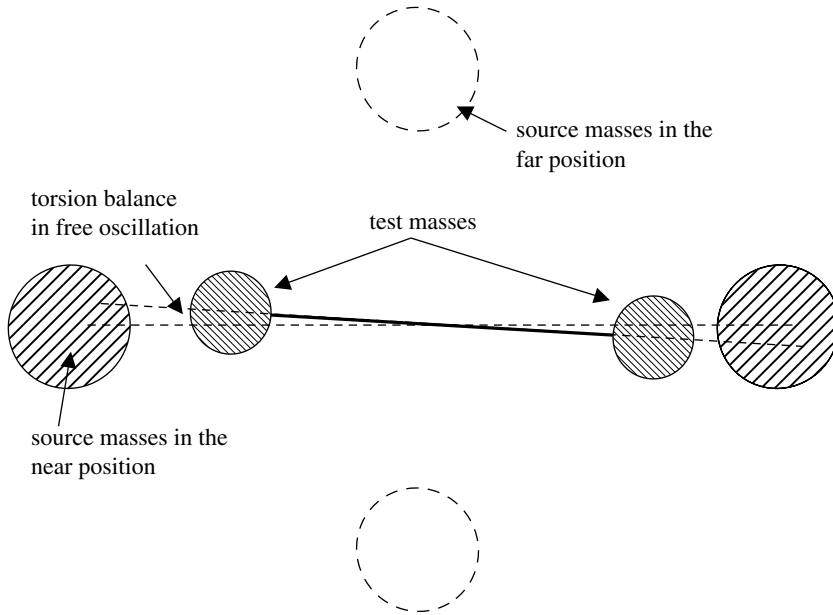 source masses in the
far position
torsion balance
in free oscillation
test masses
source masses in the
near position